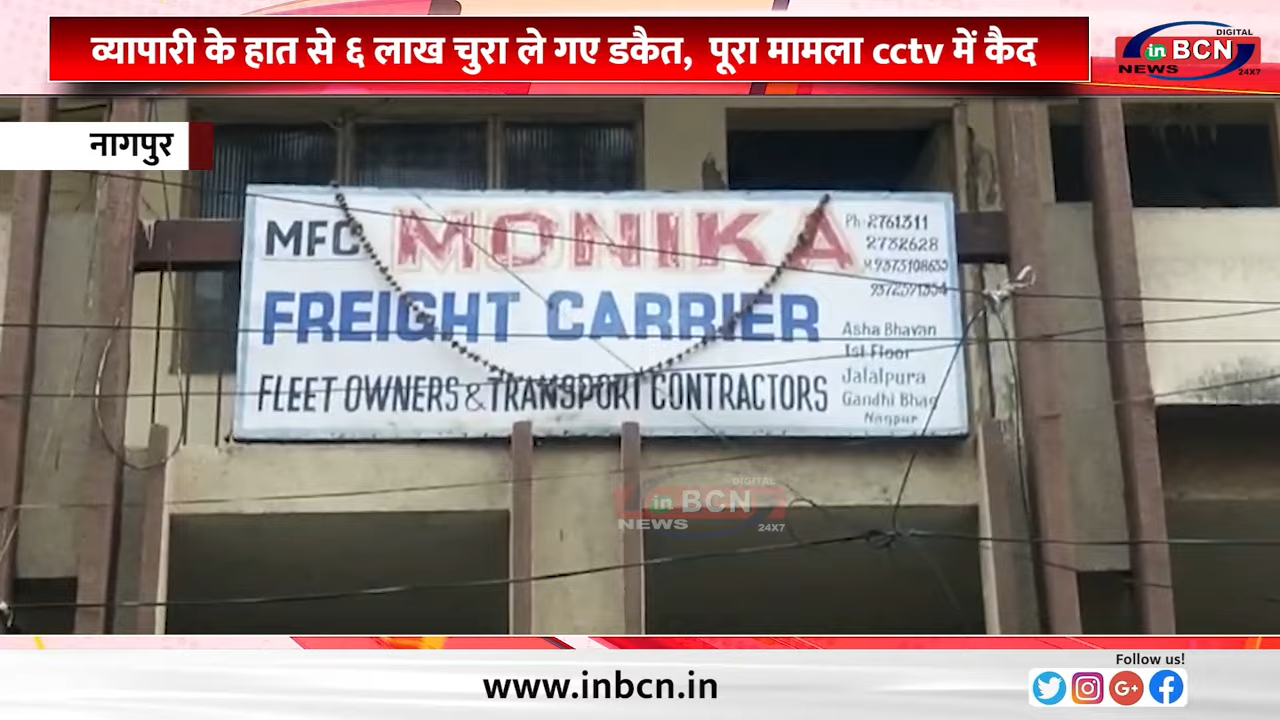 व्यापारी के हात से ६ लाख चुरा ले गए डकैत, पूरा मामला cctv में कैद
DIGITAL
in BCN
NEWS 24X7
नागपुर
MFC MONIKA
FREIGHT CARRIER
FLEET OWNERS & TRANSPORT CONTRACTORS
Ph: 2761311
2732628
Asha Bhavan
1st Floor
Jalalpura
Gandhi Bhag
Nagpur
DIGITAL
in BCN
NEWS 24X7
Follow us!
www.inbcn.in